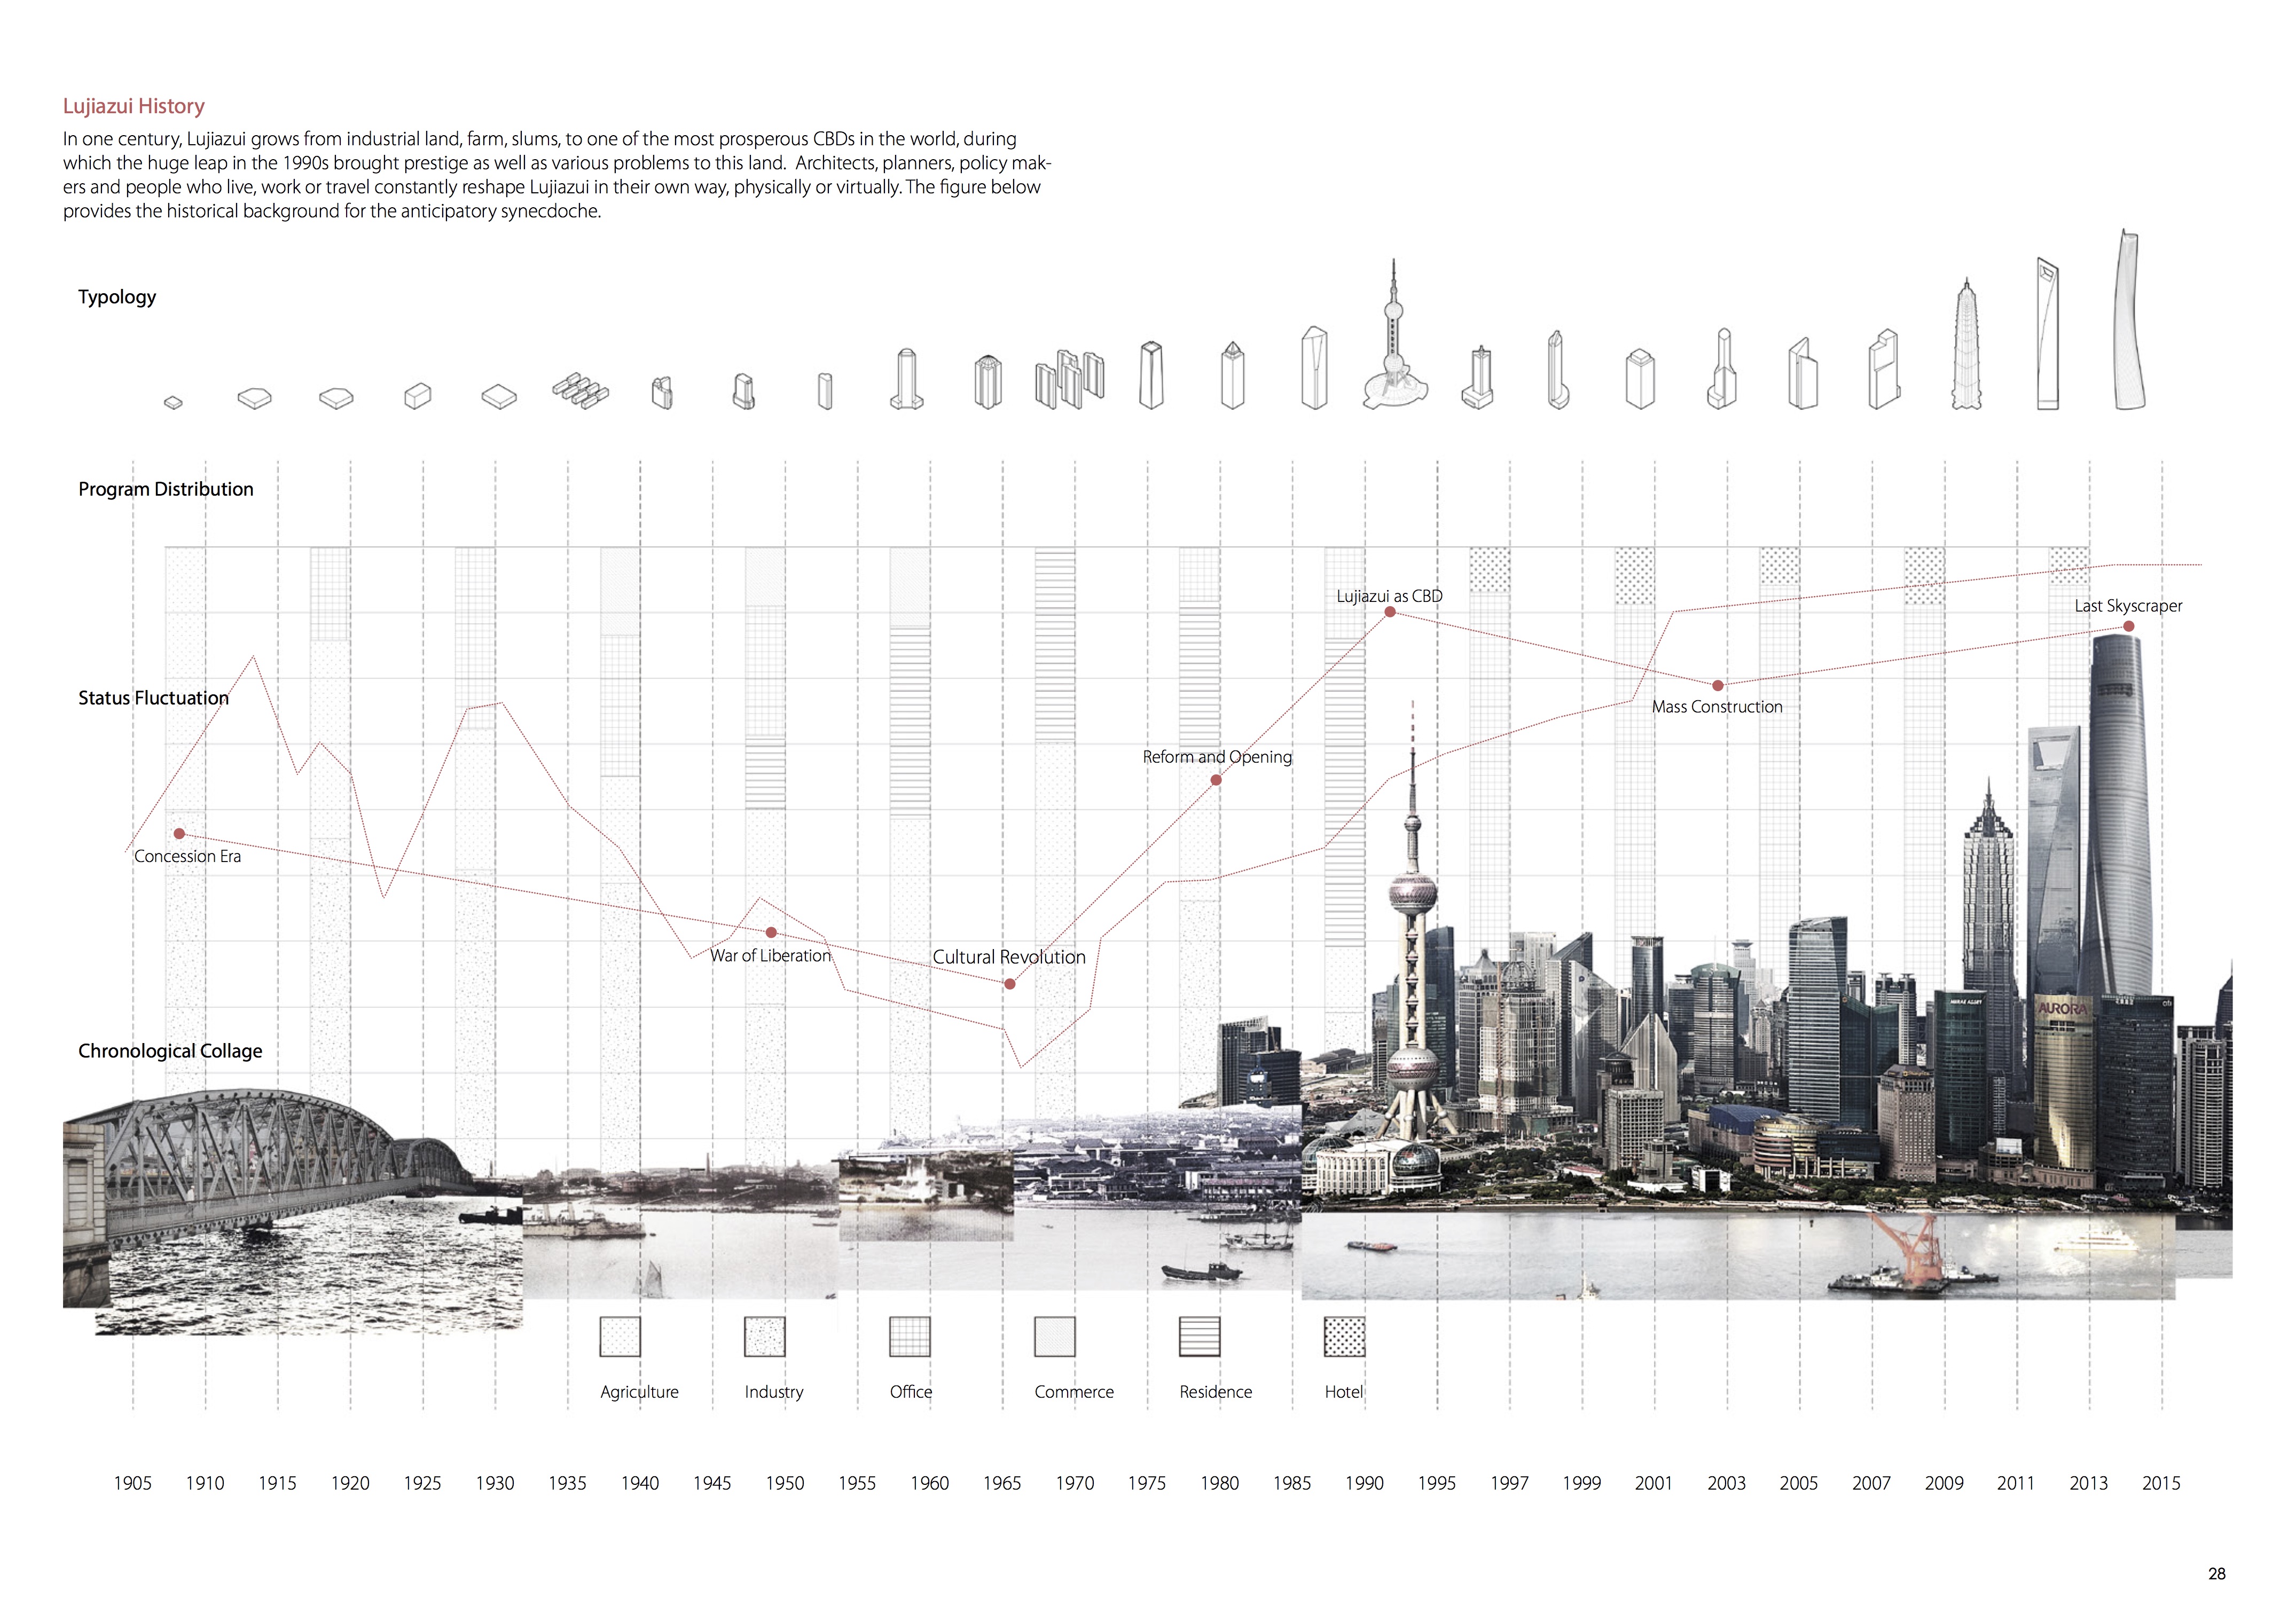 Lujiazui History
In one century, Lujiazui grows from industrial land, farm, slums, to one of the most prosperous CBDs in the world, during
which the huge leap in the 1990s brought prestige as well as various problems to this land.  Architects, planners, policy mak-
ers and people who live, work or travel constantly reshape Lujiazui in their own way, physically or virtually. The figure below
provides the historical background for the anticipatory synecdoche.
Typology
Program Distribution
Lujiazui as CBD
Last Skyscraper
Status Fluctuation
Mass Construction
Reform and Opening
Concession Era
War of Liberation
Cultural Revolution
MIRAE ASSET
AURORA
citi
Chronological Collage
Agriculture Industry Office Commerce Residence Hotel
1905 1910 1915 1920 1925 1930 1935 1940 1945 1950 1955 1960 1965 1970 1975 1980 1985 1990 1995 1997 1999 2001 2003 2005 2007 2009 2011 2013 2015
28